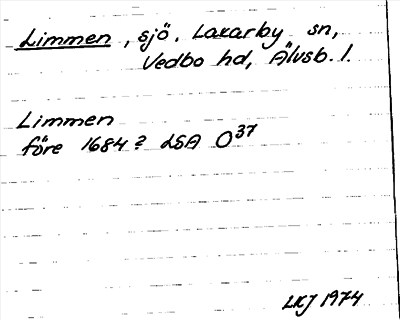 Limmen, sjö. Laxarby sn,
Vedbo hd, Älvsb. l.
Limmen
före 1684? LSA O37
LKJ 1974